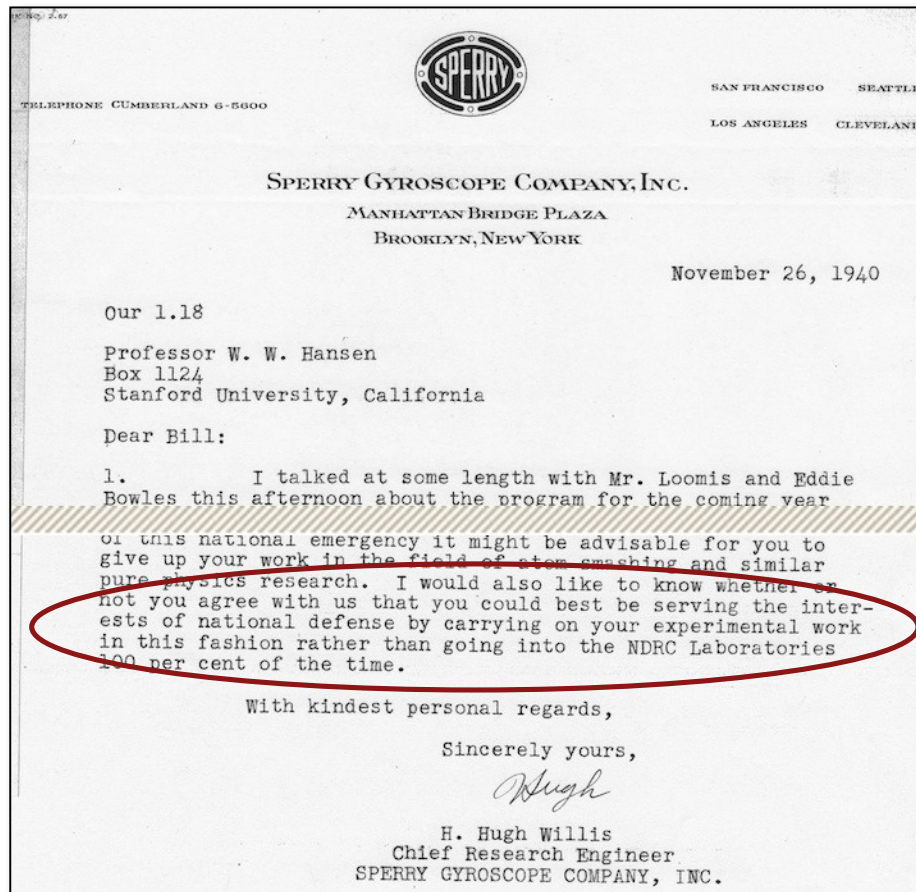 SPERRY
TELEPHONE CUMBERLAND 6-5600
SAN FRANCISCO SEATTLE
LOS ANGELES CLEVELAND
SPERRY GYROSCOPE COMPANY, INC.
MANHATTAN BRIDGE PLAZA
BROOKLYN, NEW YORK
November 26, 1940
Our 1.18
Professor W. W. Hansen
Box 1124
Stanford University, California
Dear Bill:
1. I talked at some length with Mr. Loomis and Eddie
Bowles this afternoon about the program for the coming year
of this national emergency it might be advisable for you to
give up your work in the field of atom smashing and similar
pure physics research. I would also like to know whether or
not you agree with us that you could best be serving the inter-
ests of national defense by carrying on your experimental work
in this fashion rather than going into the NDRC Laboratories
100 per cent of the time.
With kindest personal regards,
Sincerely yours,
Hugh
H. Hugh Willis
Chief Research Engineer
SPERRY GYROSCOPE COMPANY, INC.